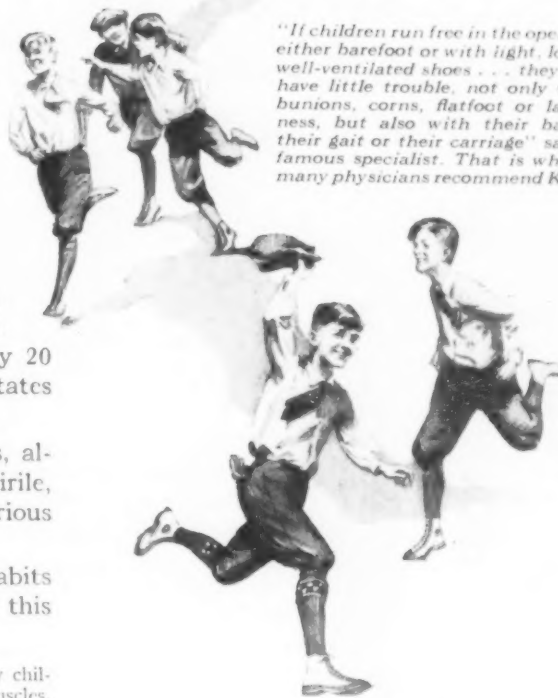 "If children run free in the ope
either barefoot or with light, l
well-ventilated shoes . . . they
have little trouble, not only
bunions, corns, flatfoot or la
ness, but also with their ba
their gait or their carriage" sa
famous specialist. That is wh
many physicians recommend K
y 20
tates
s, al-
irile,
rious
abits
this
y chil-
uscles,